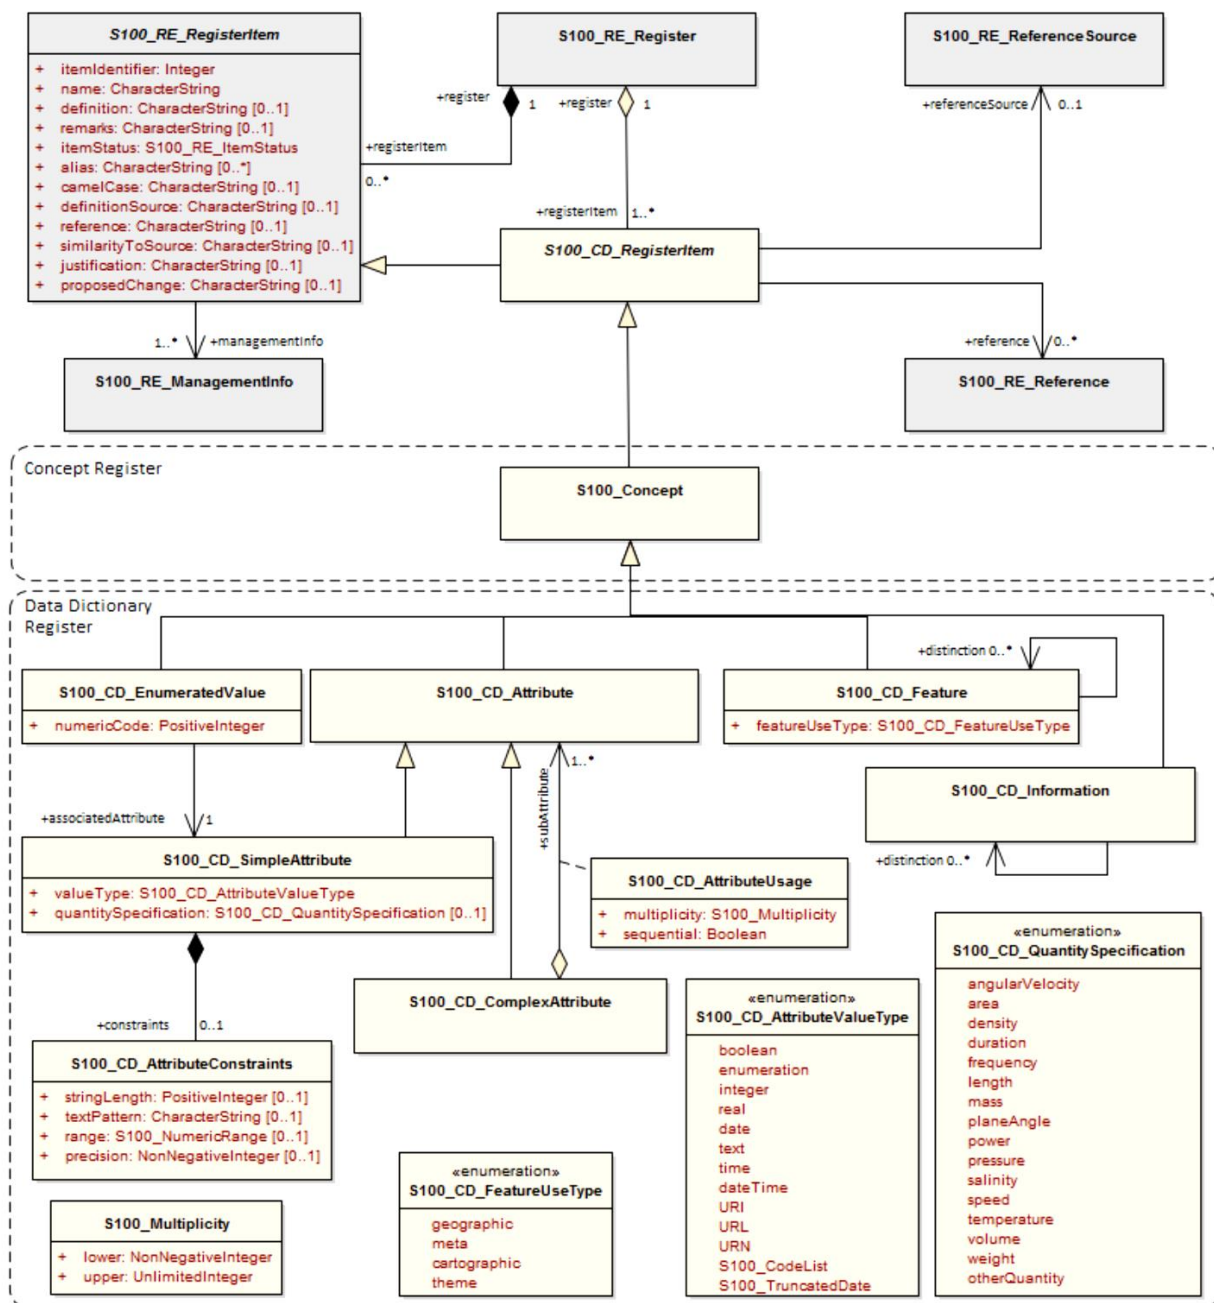 S100_RE_RegisterItem
+ itemIdentifier: Integer
+ name: CharacterString
+ definition: CharacterString [0..1]
+ remarks: CharacterString [0..1]
+ itemStatus: S100_RE_ItemStatus
+ alias: CharacterString [0..*]
+ camelCase: CharacterString [0..1]
+ definitionSource: CharacterString [0..1]
+ reference: CharacterString [0..1]
+ similarityToSource: CharacterString [0..1]
+ justification: CharacterString [0..1]
+ proposedChange: CharacterString [0..1]
S100_RE_Register
S100_RE_ReferenceSource
+register 1
+register 1
+referenceSource 0..1
+registerItem
0..*
+registerItem 1..*
S100_CD_RegisterItem
1..* +managementInfo
+reference 0..*
S100_RE_ManagementInfo
S100_RE_Reference
Concept Register
S100_Concept
Data Dictionary
Register
+distinction 0..*
S100_CD_EnumeratedValue
+ numericCode: PositiveInteger
S100_CD_Attribute
S100_CD_Feature
+ featureUseType: S100_CD_FeatureUseType
1..*
+subAttribute
S100_CD_Information
+associatedAttribute 1
+distinction 0..*
S100_CD_SimpleAttribute
+ valueType: S100_CD_AttributeValueType
+ quantitySpecification: S100_CD_QuantitySpecification [0..1]
S100_CD_AttributeUsage
+ multiplicity: S100_Multiplicity
+ sequential: Boolean
S100_CD_ComplexAttribute
+constraints 0..1
S100_CD_AttributeConstraints
+ stringLength: PositiveInteger [0..1]
+ textPattern: CharacterString [0..1]
+ range: S100_NumericRange [0..1]
+ precision: NonNegativeInteger [0..1]
S100_Multiplicity
+ lower: NonNegativeInteger
+ upper: UnlimitedInteger
«enumeration»
S100_CD_FeatureUseType
geographic
meta
cartographic
theme
«enumeration»
S100_CD_AttributeValueType
boolean
enumeration
integer
real
date
text
time
dateTime
URI
URL
URN
S100_CodeList
S100_TruncatedDate
«enumeration»
S100_CD_QuantitySpecification
angularVelocity
area
density
duration
frequency
length
mass
planeAngle
power
pressure
salinity
speed
temperature
volume
weight
otherQuantity